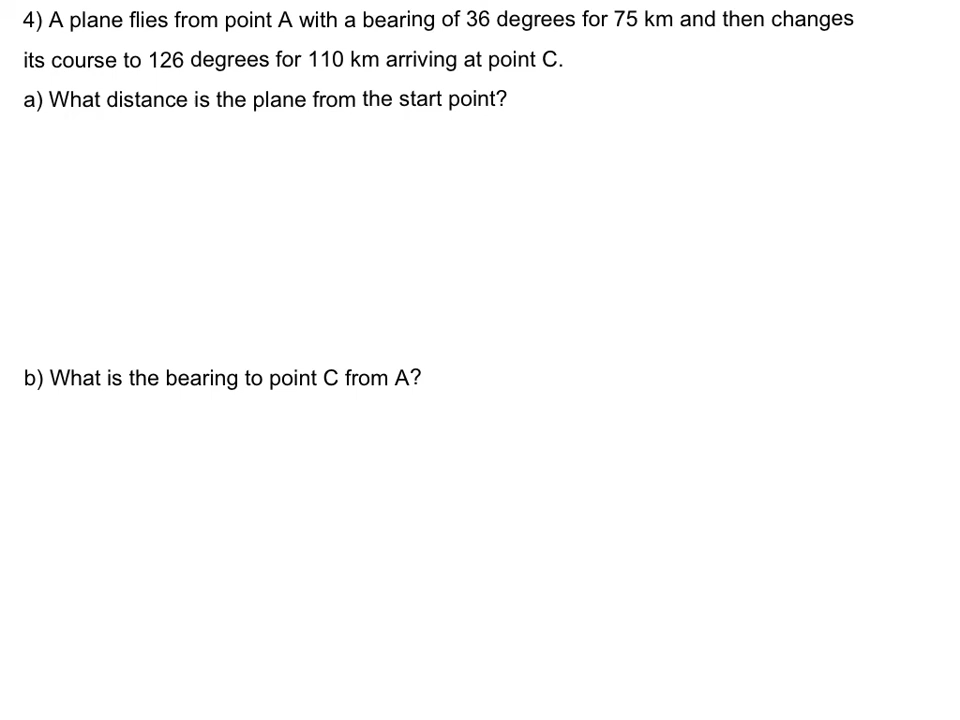 4) A plane flies from point A with a bearing of 36 degrees for 75 km and then changes
its course to 126 degrees for 110 km arriving at point C.
a) What distance is the plane from the start point?
b) What is the bearing to point C from A?